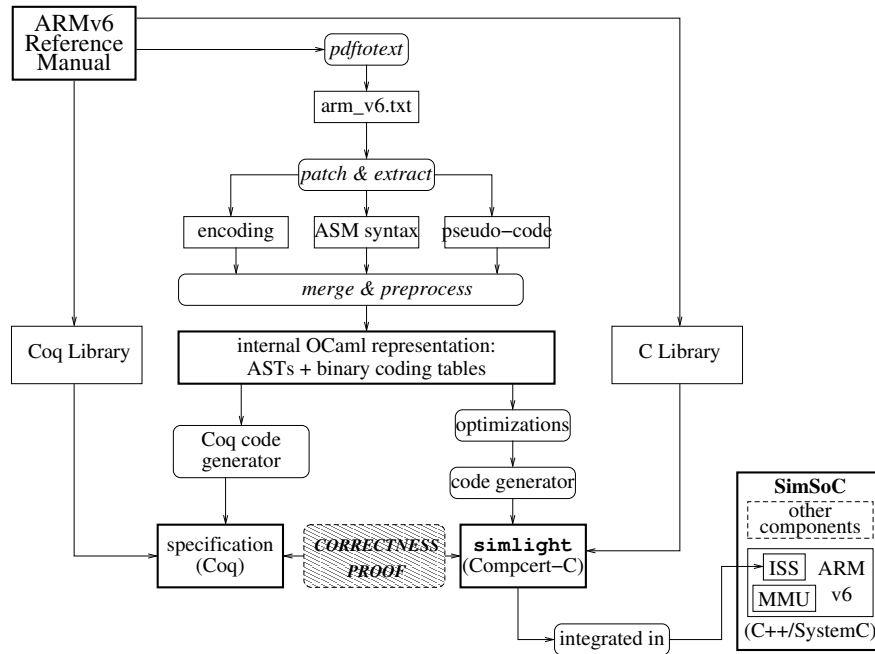 ARMv6
Reference
Manual
pdftotext
arm_v6.txt
patch & extract
encoding
ASM syntax
pseudo−code
merge & preprocess
Coq Library
internal OCaml representation:
ASTs + binary coding tables
C Library
Coq code
generator
optimizations
code generator
specification
(Coq)
CORRECTNESS
PROOF
simlight
(Compcert−C)
integrated in
SimSoC
other
components
ISS
MMU
ARM
v6
(C++/SystemC)